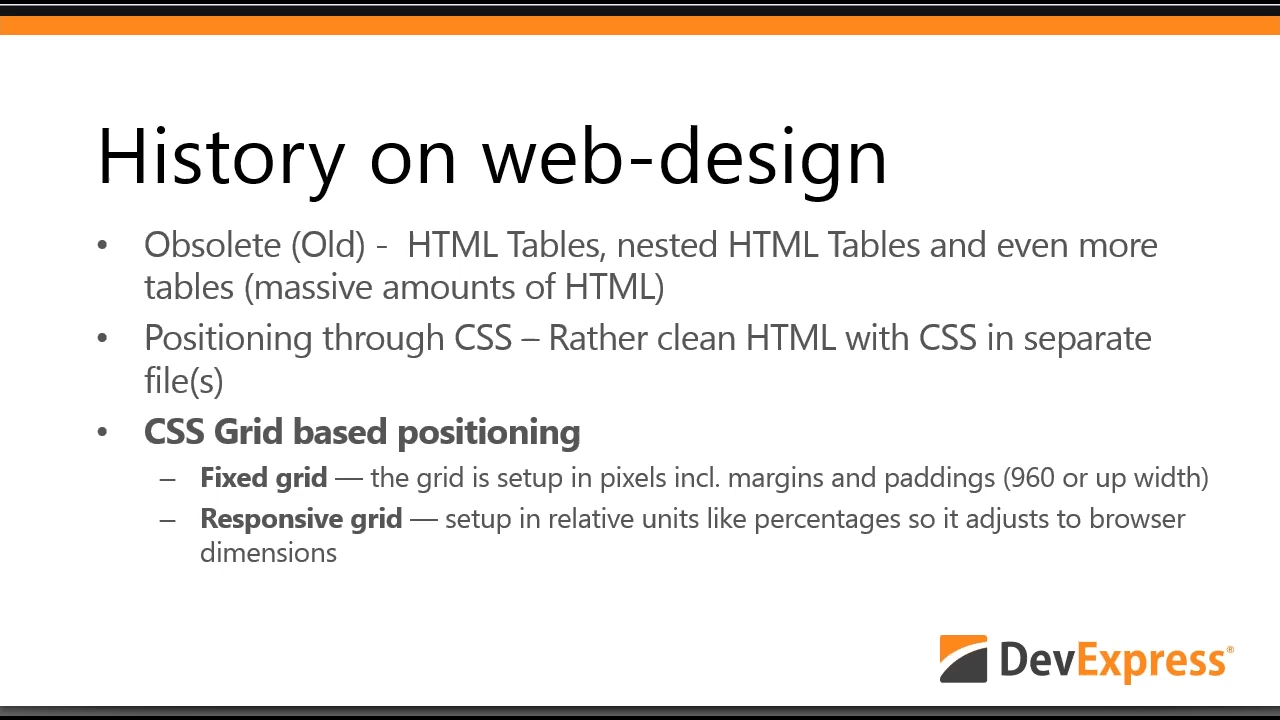 History on web-design
• Obsolete (Old) -  HTML Tables, nested HTML Tables and even more
tables (massive amounts of HTML)
• Positioning through CSS – Rather clean HTML with CSS in separate
file(s)
• CSS Grid based positioning
– Fixed grid — the grid is setup in pixels incl. margins and paddings (960 or up width)
– Responsive grid — setup in relative units like percentages so it adjusts to browser
dimensions
DevExpress®